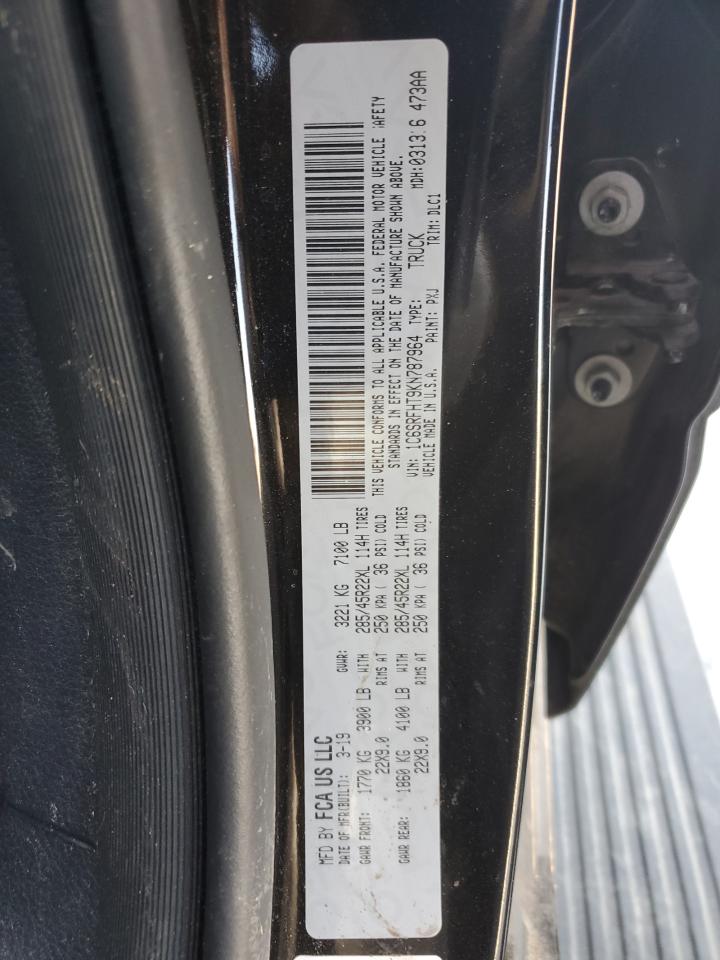 MFD BY FCA US LLC
DATE OF MFR(BUILT): 3-19 GVWR: 3221 KG 7100 LB
GAWR FRONT: 1770 KG 3900 LB WITH 285/45R22XL 114H TIRES
22X9.0 RIMS AT 250 KPA ( 36 PSI) COLD
GAWR REAR: 1860 KG 4100 LB WITH 285/45R22XL 114H TIRES
22X9.0 RIMS AT 250 KPA ( 36 PSI) COLD
THIS VEHICLE CONFORMS TO ALL APPLICABLE U.S.A. FEDERAL MOTOR VEHICLE SAFETY
STANDARDS IN EFFECT ON THE DATE OF MANUFACTURE SHOWN ABOVE.
VIN: 1C6SRFHT9KN787964 TYPE: TRUCK MDH: 473AA
VEHICLE MADE IN U.S.A. PAINT: PXJ TRIM: DLC1